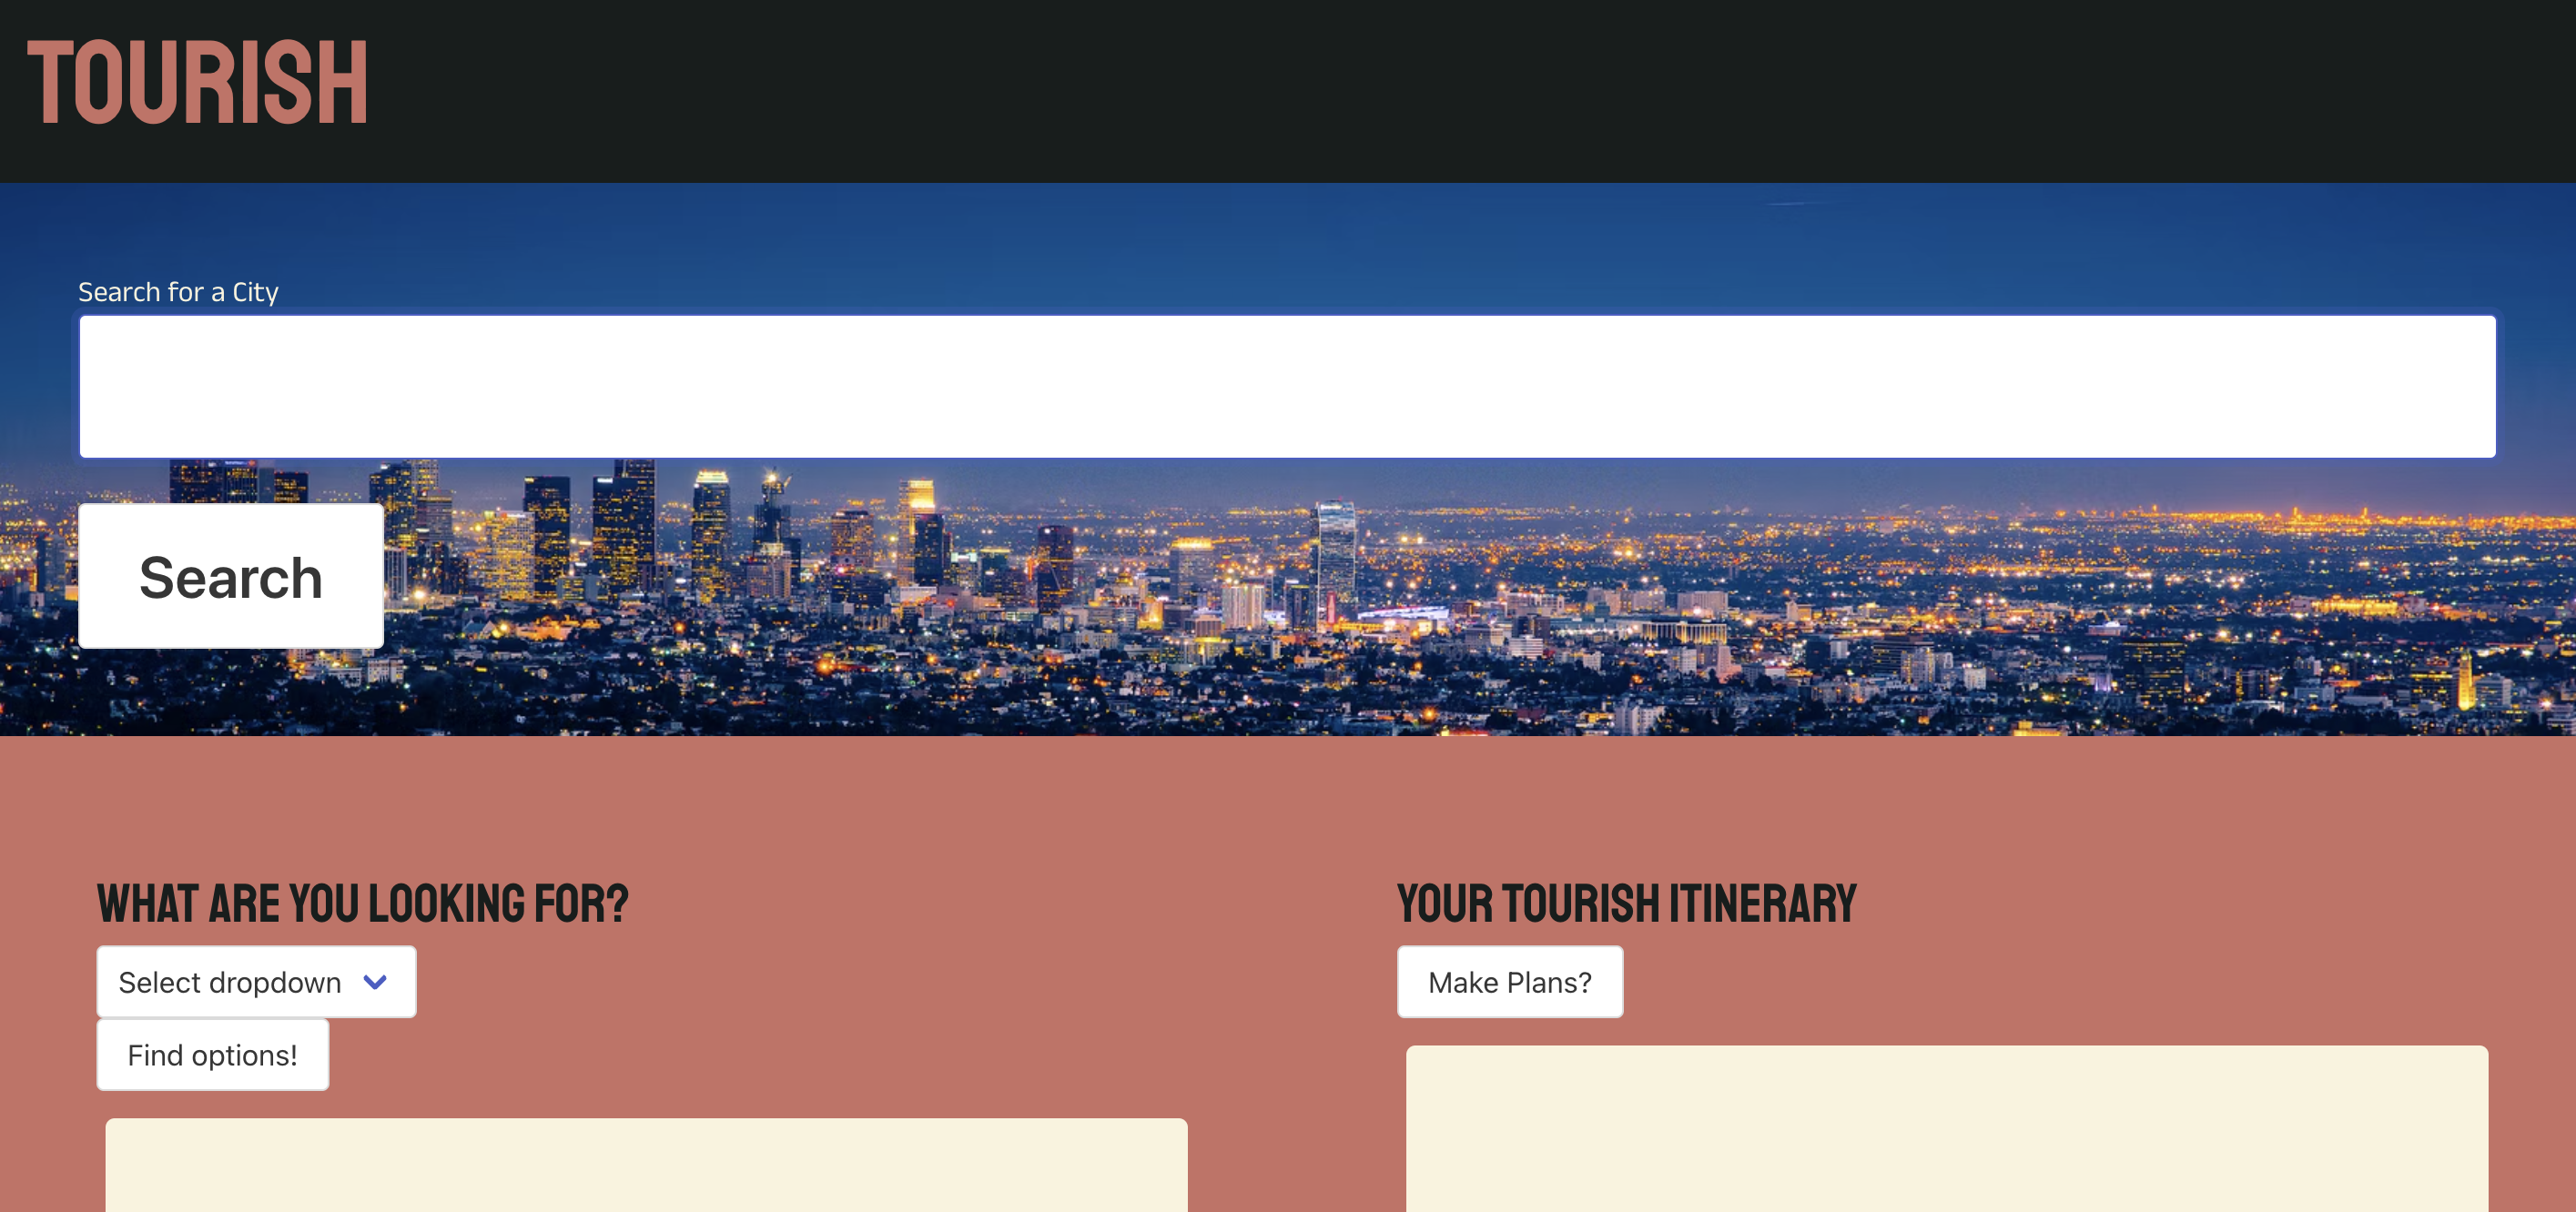 TOURISH
Search for a City
Search
WHAT ARE YOU LOOKING FOR?
Select dropdown
Find options!
YOUR TOURISH ITINERARY
Make Plans?